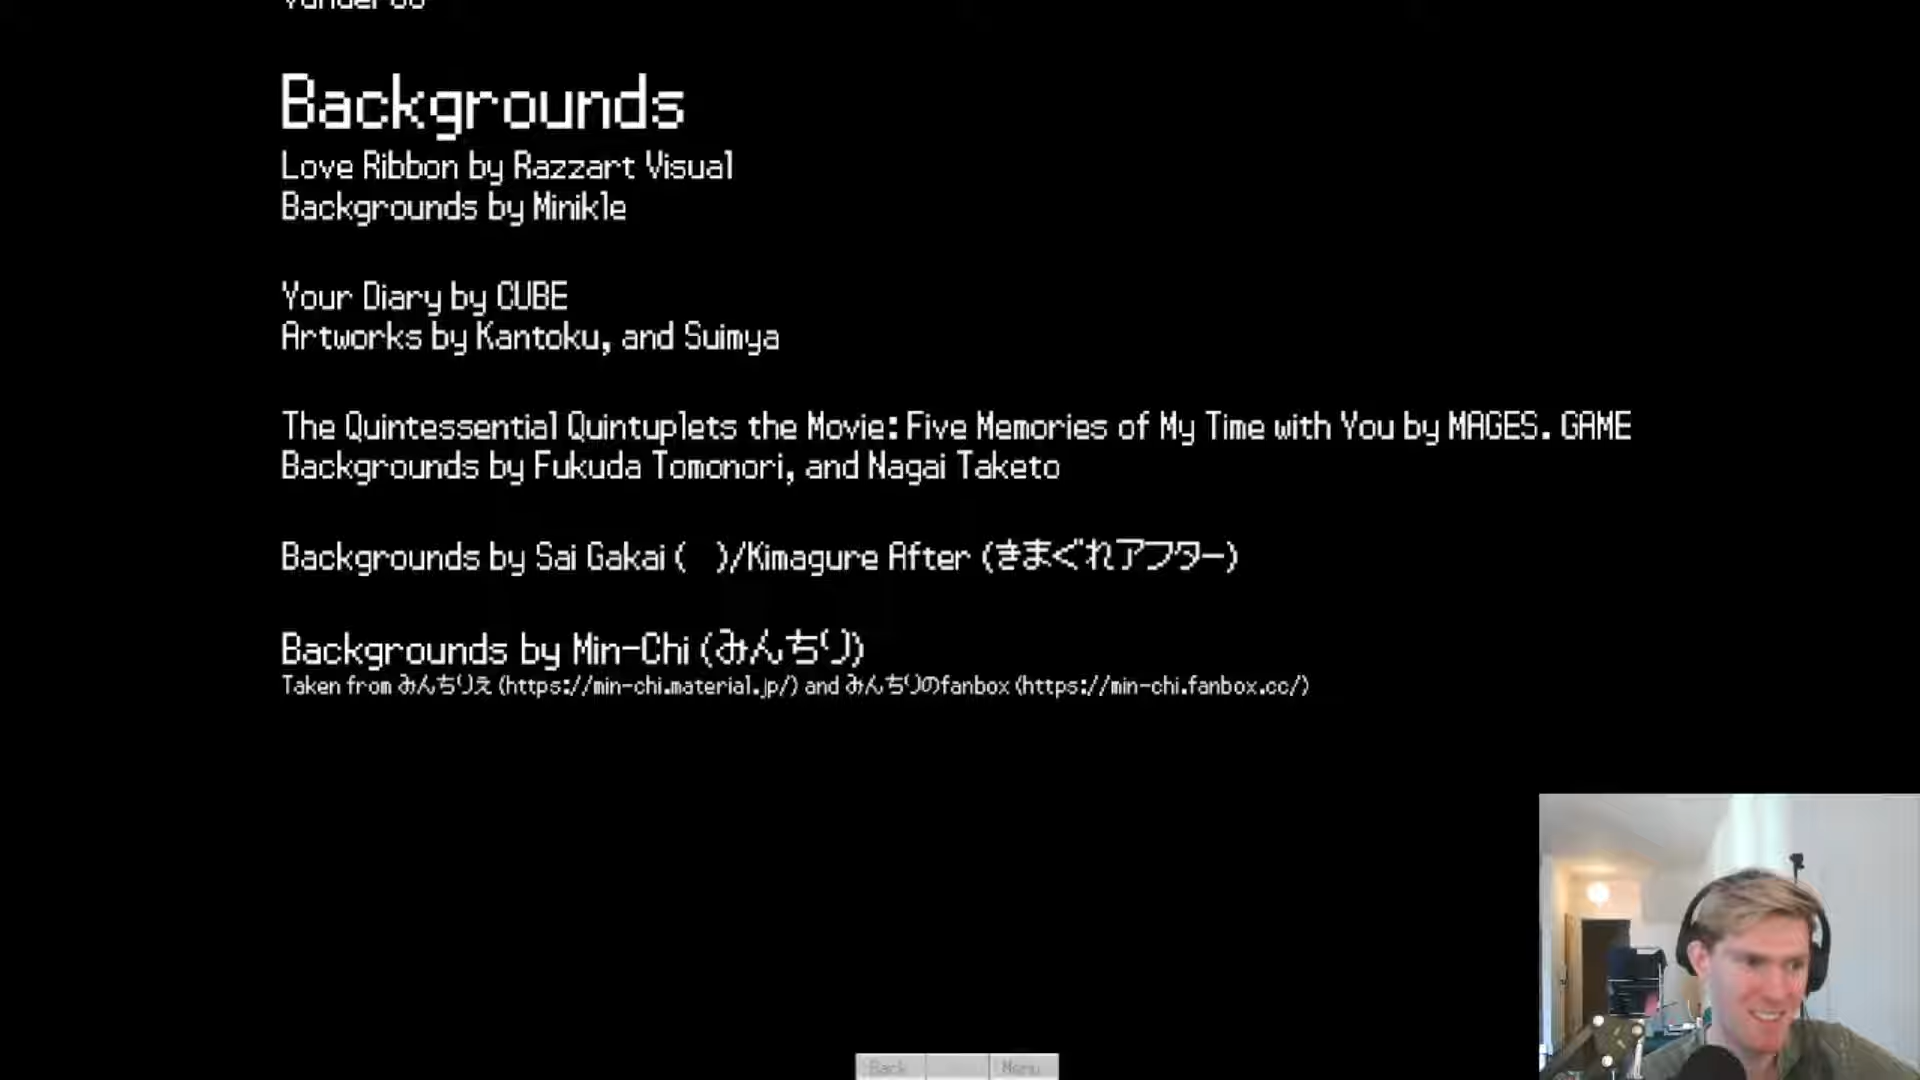 Backgrounds
Love Ribbon by Razzart Visual
Backgrounds by Minikle
Your Diary by CUBE
Artworks by Kantoku, and Suimya
The Quintessential Quintuplets the Movie: Five Memories of My Time with You by MAGES. GAME
Backgrounds by Fukuda Tomonori, and Nagai Taketo
Backgrounds by Sai Gakai ( )/Kimagure After (きまぐれアフター)
Backgrounds by Min-Chi (みんちり)
Taken from みんちりえ (https://min-chi.material.jp/) and みんちりのfanbox (https://min-chi.fanbox.cc/)
Back Menu